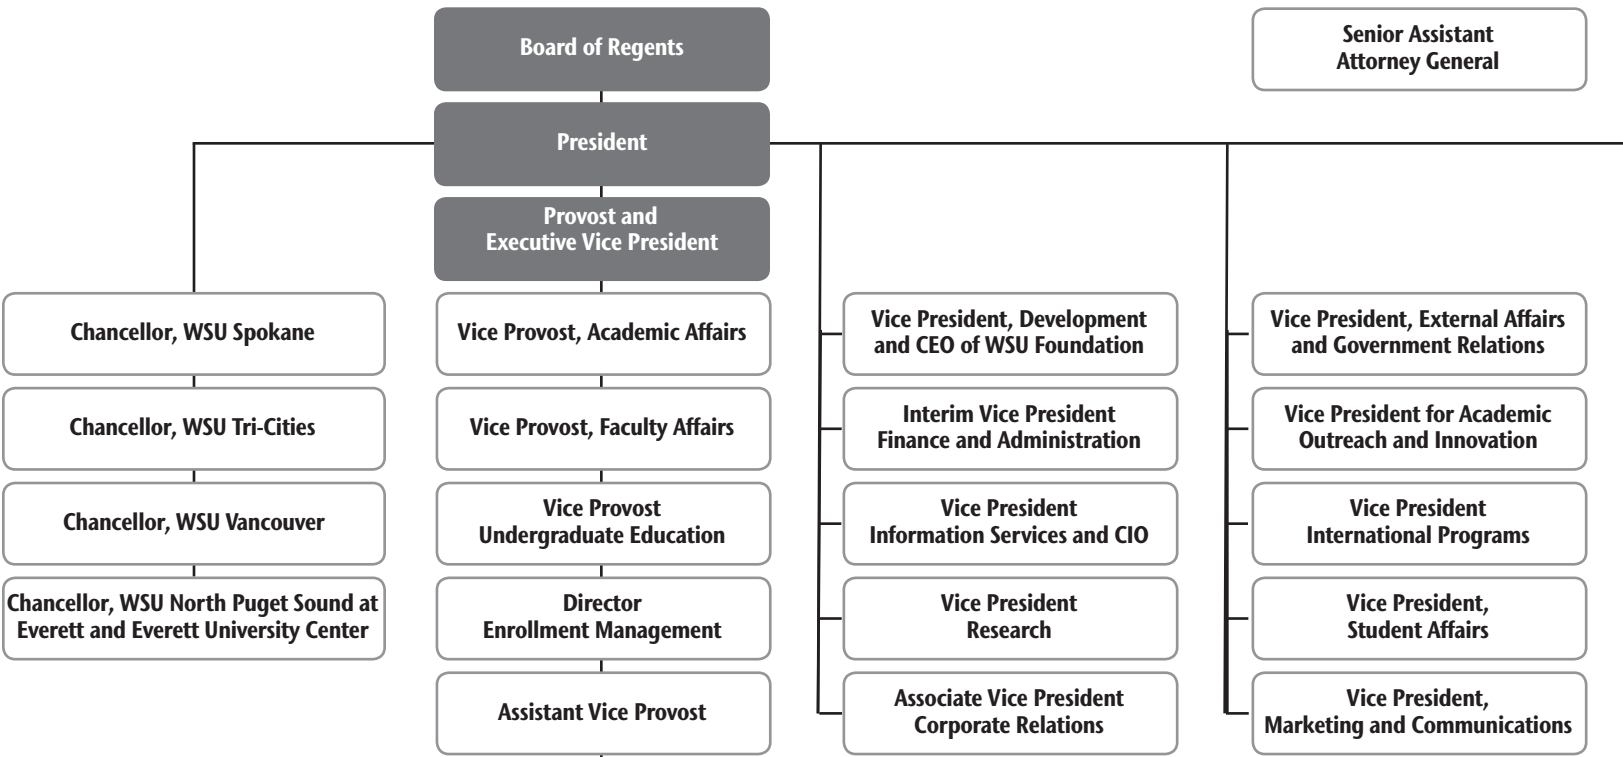 Board of Regents
Senior Assistant
Attorney General
President
Provost and
Executive Vice President
Chancellor, WSU Spokane
Chancellor, WSU Tri-Cities
Chancellor, WSU Vancouver
Chancellor, WSU North Puget Sound at
Everett and Everett University Center
Vice Provost, Academic Affairs
Vice Provost, Faculty Affairs
Vice Provost
Undergraduate Education
Director
Enrollment Management
Assistant Vice Provost
Vice President, Development
and CEO of WSU Foundation
Interim Vice President
Finance and Administration
Vice President
Information Services and CIO
Vice President
Research
Associate Vice President
Corporate Relations
Vice President, External Affairs
and Government Relations
Vice President for Academic
Outreach and Innovation
Vice President
International Programs
Vice President,
Student Affairs
Vice President,
Marketing and Communications